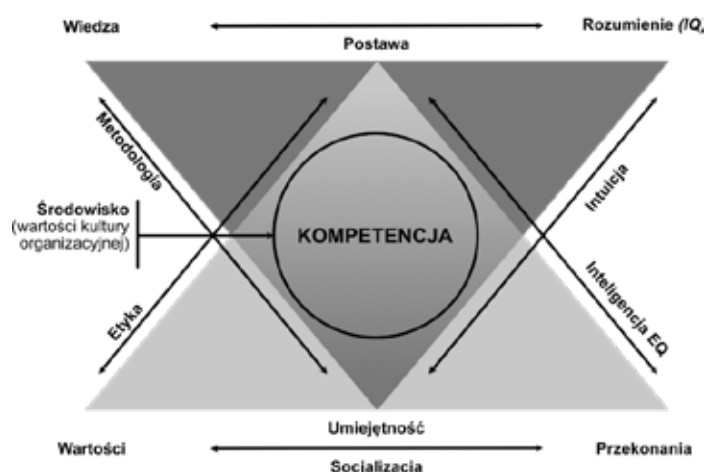 Wiedza
Rozumienie (IQ)
Postawa
Metodologia
Intuicja
Środowisko
(wartości kultury
organizacyjnej)
KOMPETENCJA
Etyka
Inteligencja EQ
Umiejętność
Wartości
Przekonania
Socjalizacja